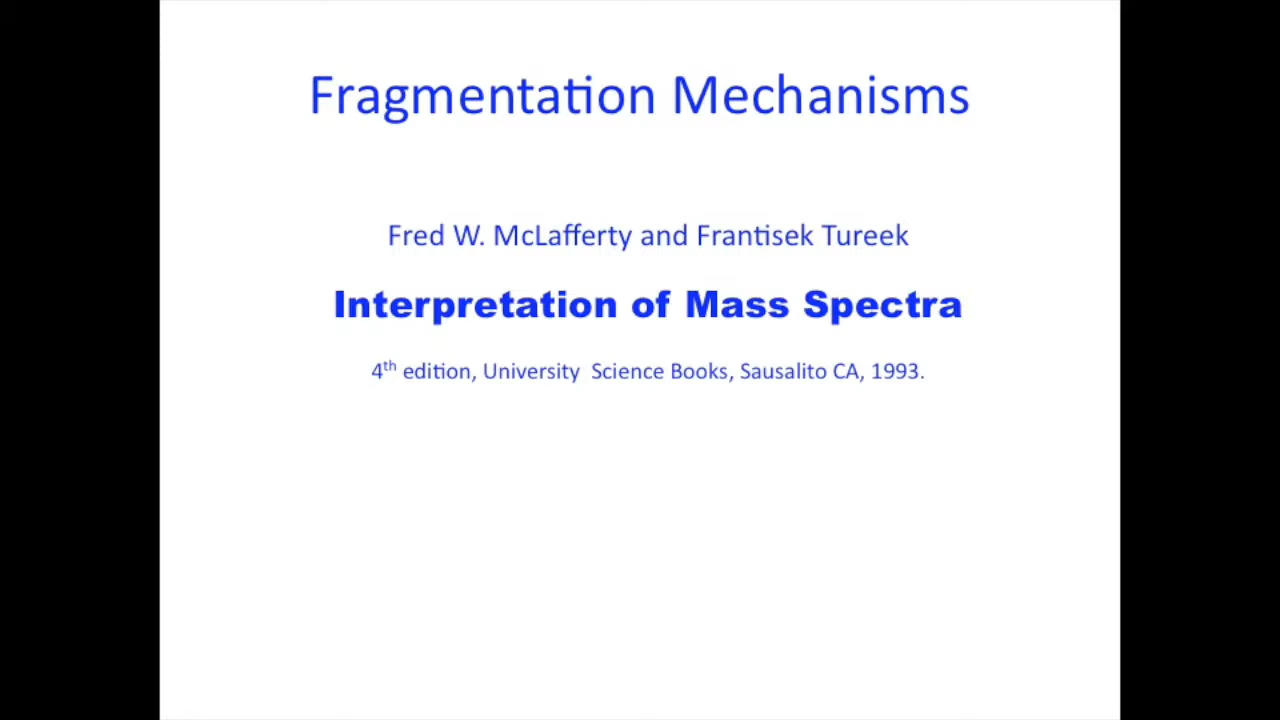 Fragmentation Mechanisms
Fred W. McLafferty and Frantisek Tureek
Interpretation of Mass Spectra
4th edition, University Science Books, Sausalito CA, 1993.